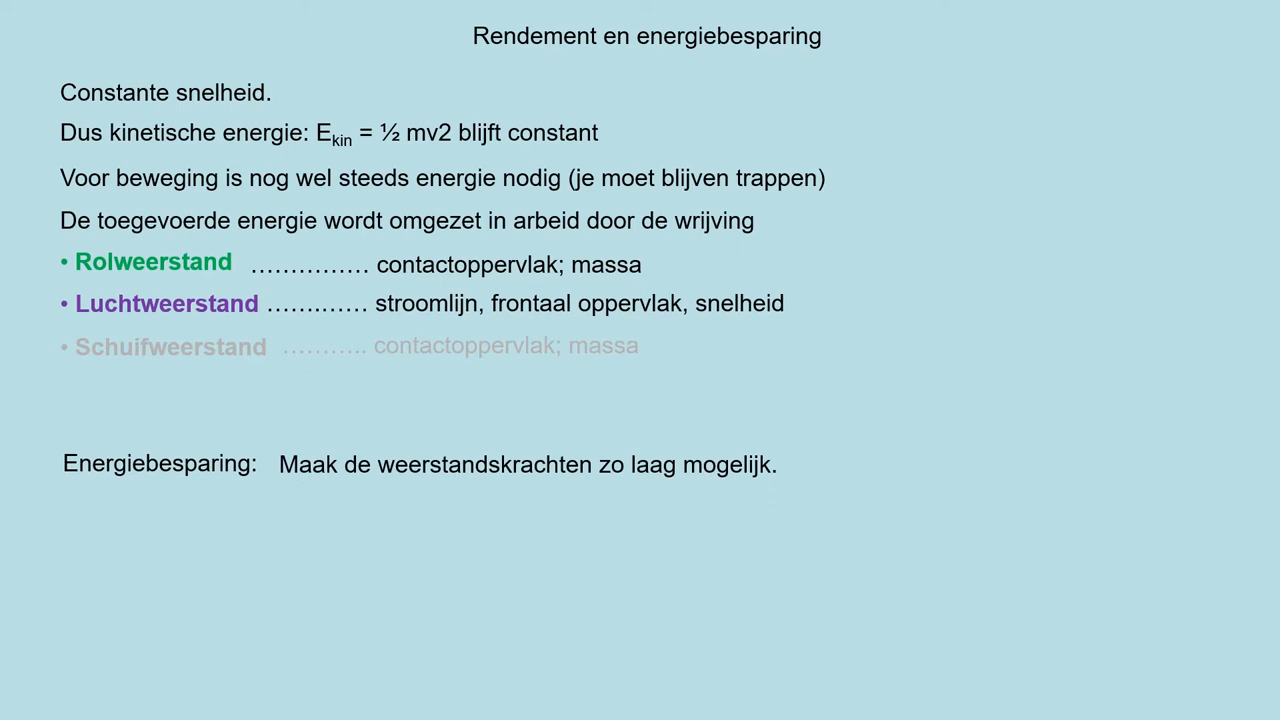 Rendement en energiebesparing
Constante snelheid.
Dus kinetische energie: Ekin = ½ mv2 blijft constant
Voor beweging is nog wel steeds energie nodig (je moet blijven trappen)
De toegevoerde energie wordt omgezet in arbeid door de wrijving
• Rolweerstand …………… contactoppervlak; massa
• Luchtweerstand …….…… stroomlijn, frontaal oppervlak, snelheid
• Schuifweerstand ……….. contactoppervlak; massa
Energiebesparing: Maak de weerstandskrachten zo laag mogelijk.